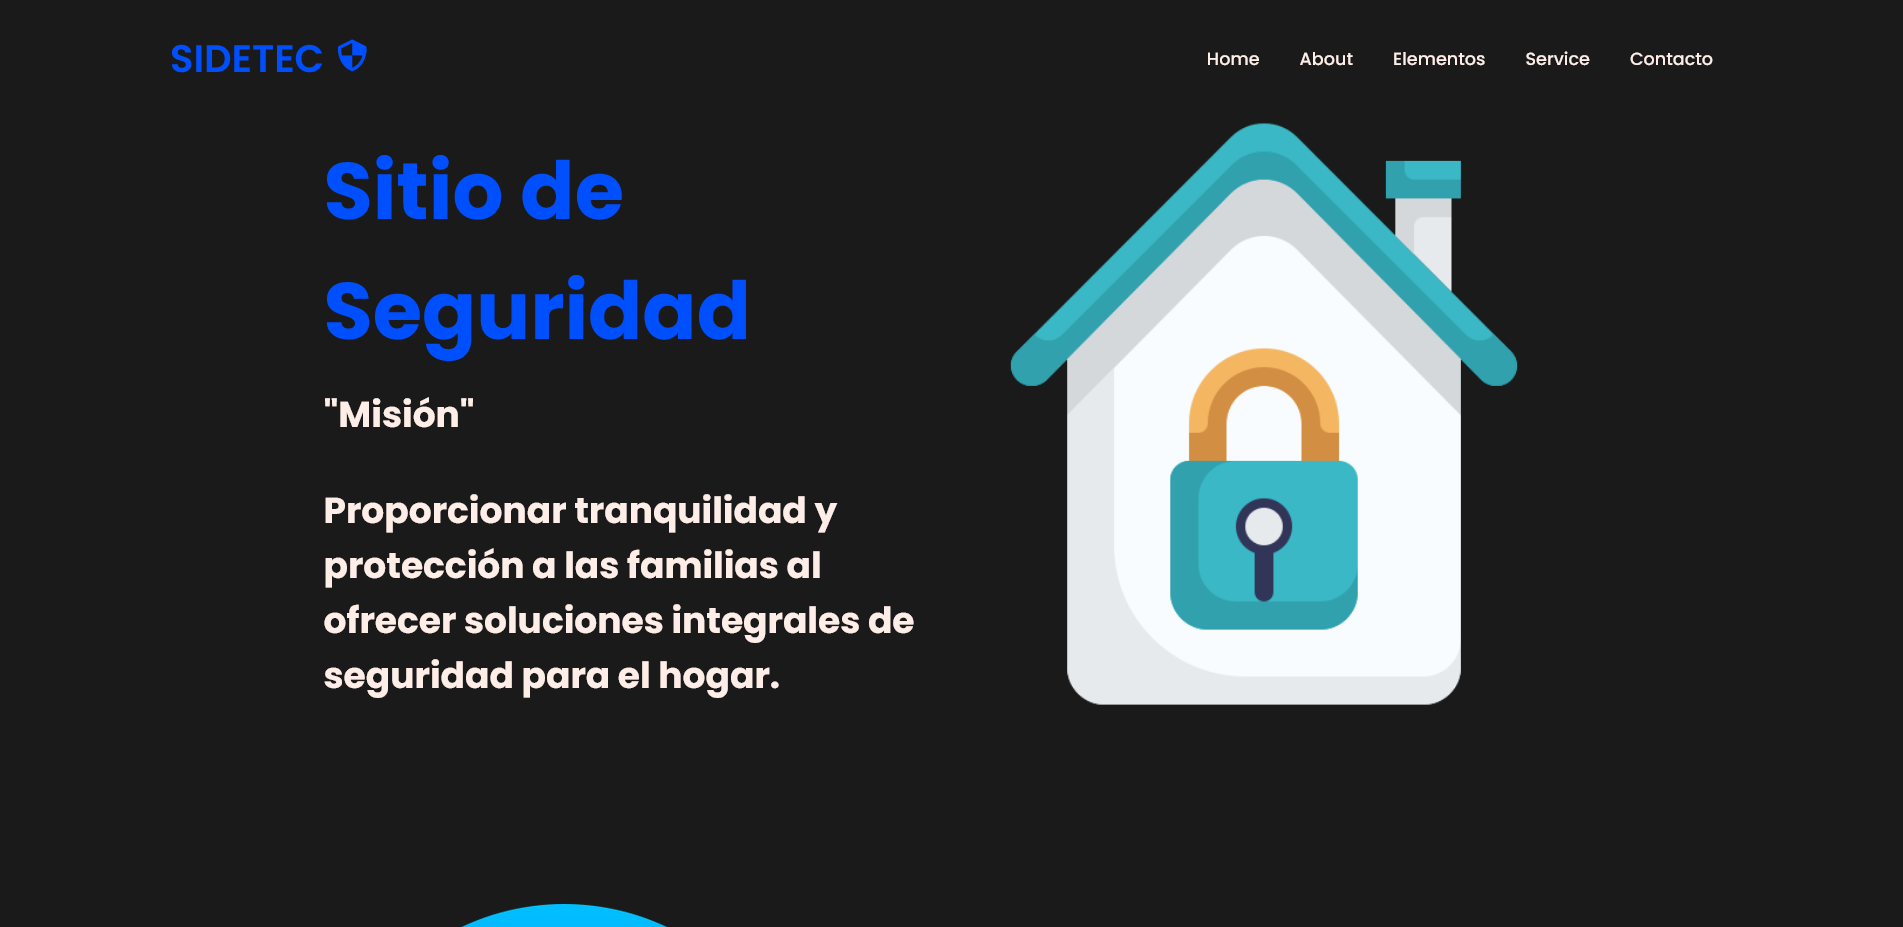 SIDETEC
Home About Elementos Service Contacto
Sitio de
Seguridad
"Misión"
Proporcionar tranquilidad y
protección a las familias al
ofrecer soluciones integrales de
seguridad para el hogar.